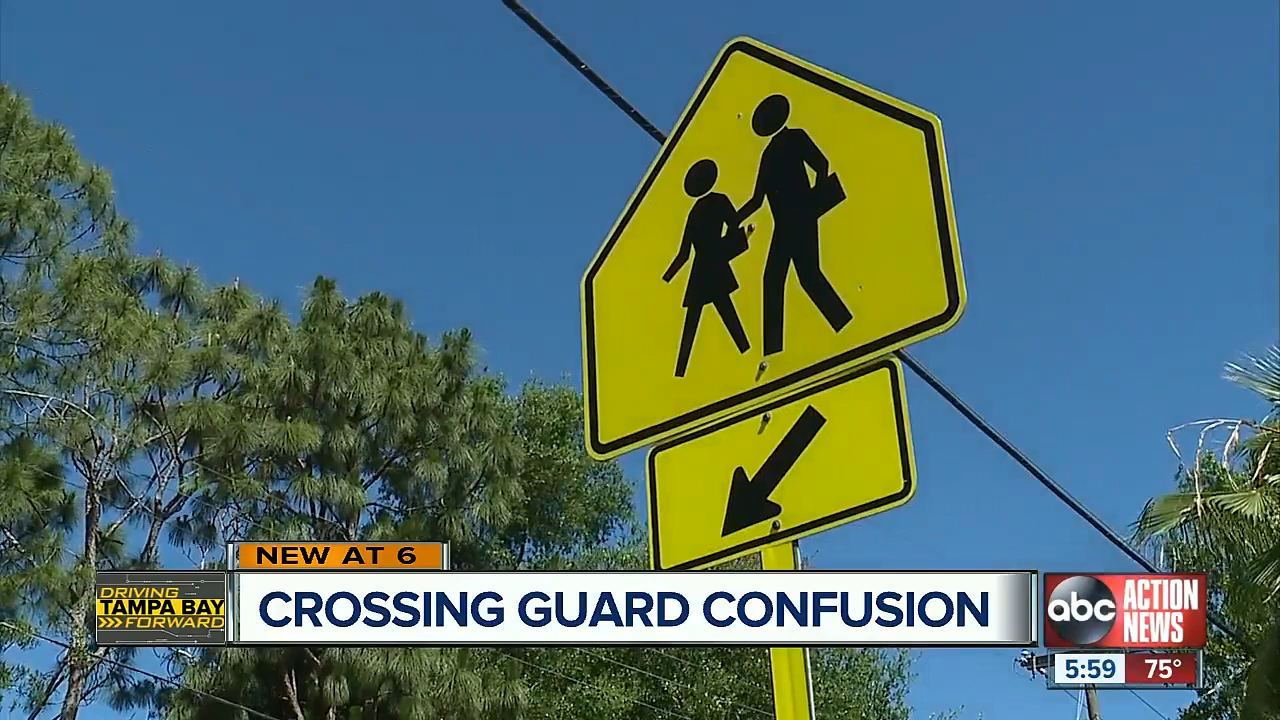 NEW AT 6
DRIVING
TAMPA BAY
FORWARD
CROSSING GUARD CONFUSION
abc
ACTION
NEWS
5:59 75°